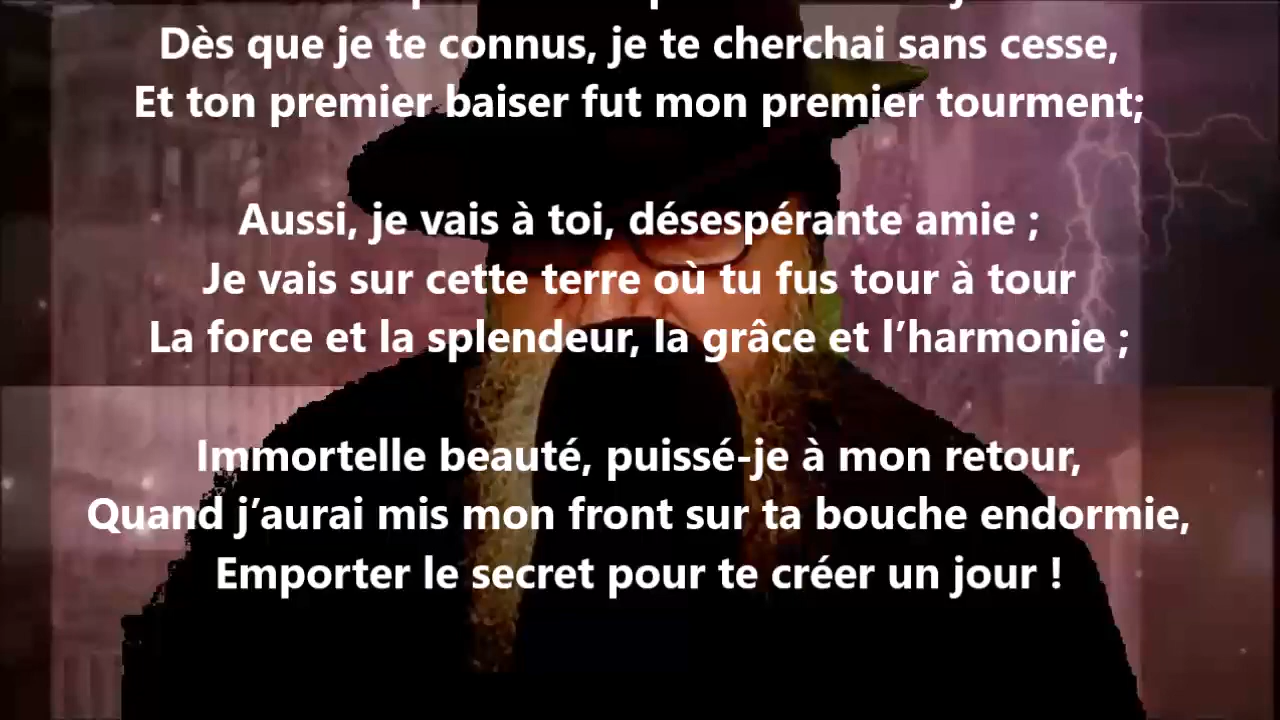 Dès que je te connus, je te cherchai sans cesse,
Et ton premier baiser fut mon premier tourment;
Aussi, je vais à toi, désespérante amie ;
Je vais sur cette terre où tu fus tour à tour
La force et la splendeur, la grâce et l’harmonie ;
Immortelle beauté, puissé-je à mon retour,
Quand j’aurai mis mon front sur ta bouche endormie,
Emporter le secret pour te créer un jour !